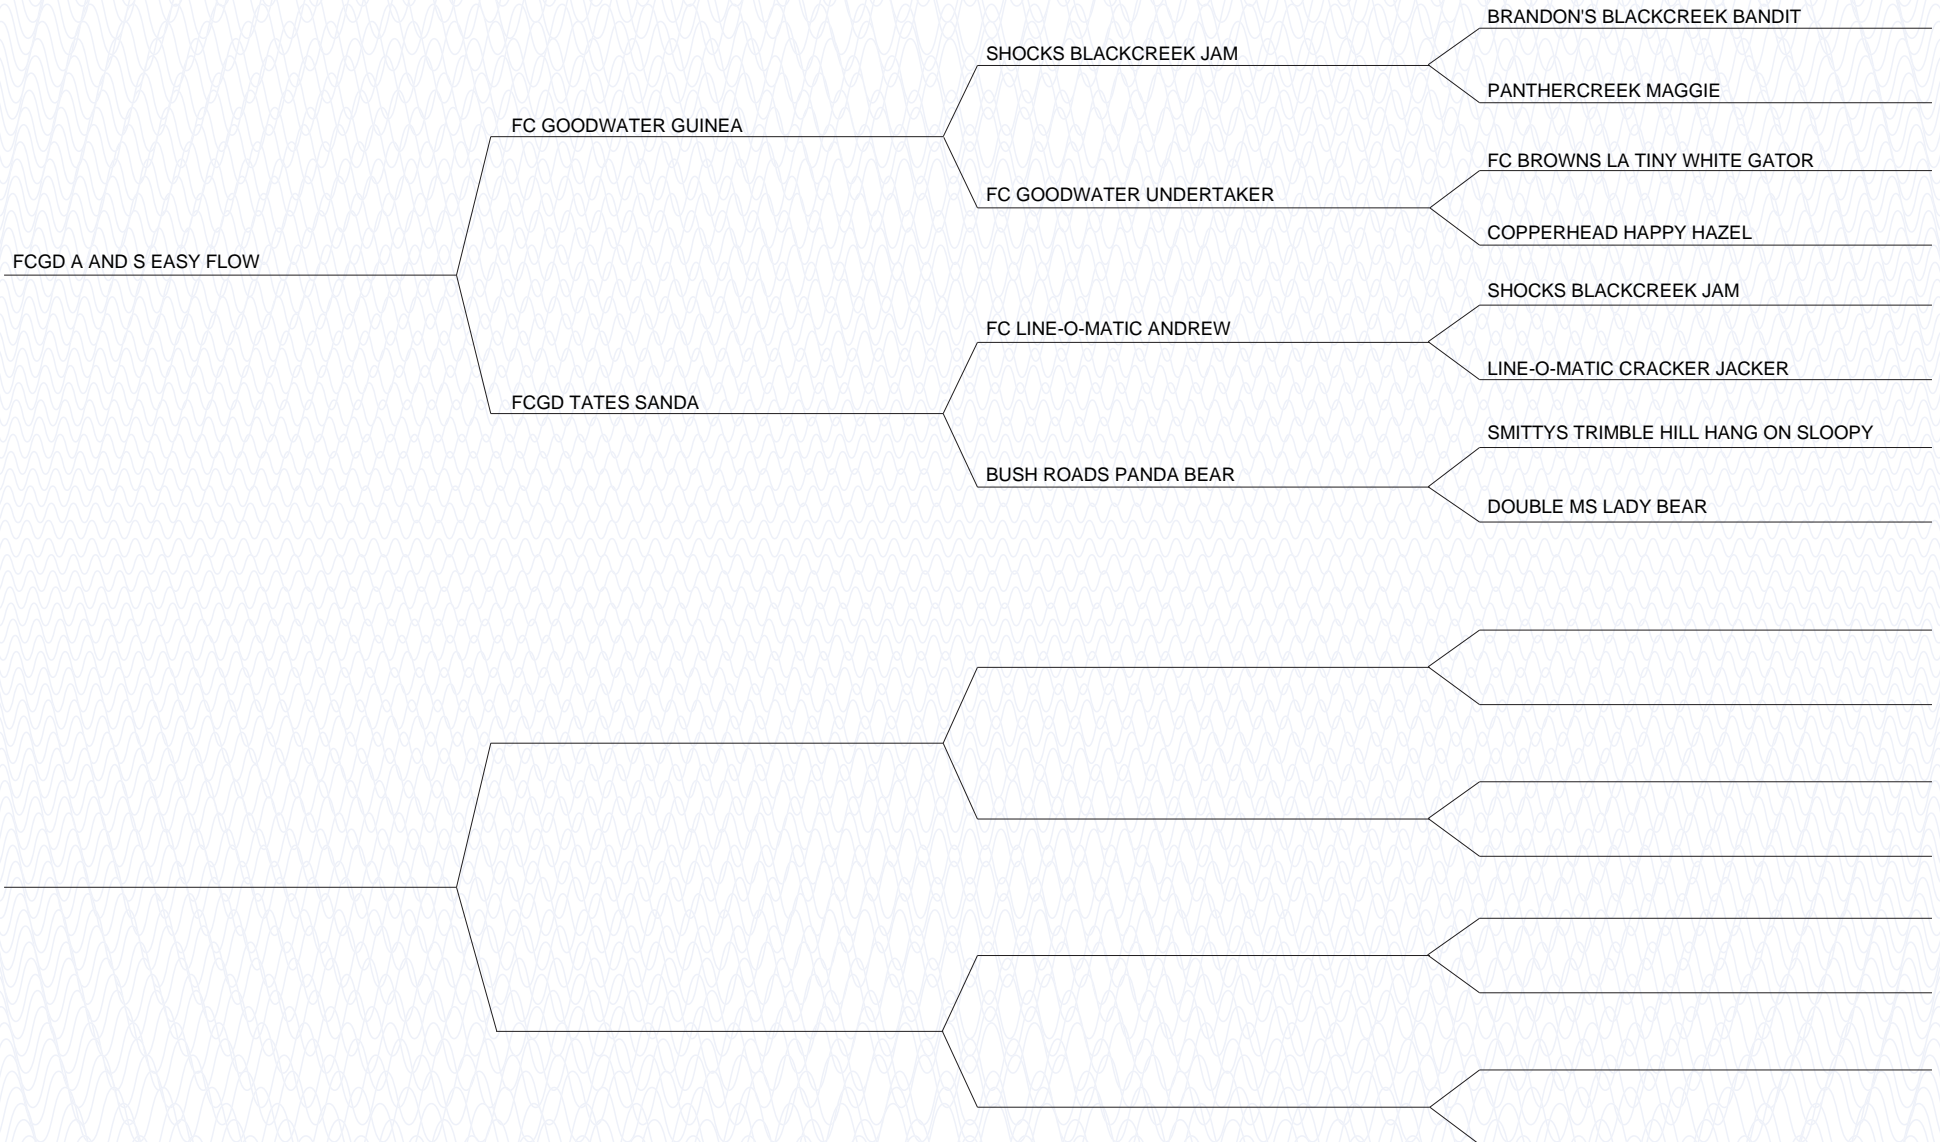 BRANDON'S BLACKCREEK BANDIT
SHOCKS BLACKCREEK JAM
PANTHERCREEK MAGGIE
FC GOODWATER GUINEA
FC BROWNS LA TINY WHITE GATOR
FC GOODWATER UNDERTAKER
COPPERHEAD HAPPY HAZEL
FCGD A AND S EASY FLOW
SHOCKS BLACKCREEK JAM
FC LINE-O-MATIC ANDREW
LINE-O-MATIC CRACKER JACKER
FCGD TATES SANDA
SMITTYS TRIMBLE HILL HANG ON SLOOPY
BUSH ROADS PANDA BEAR
DOUBLE MS LADY BEAR